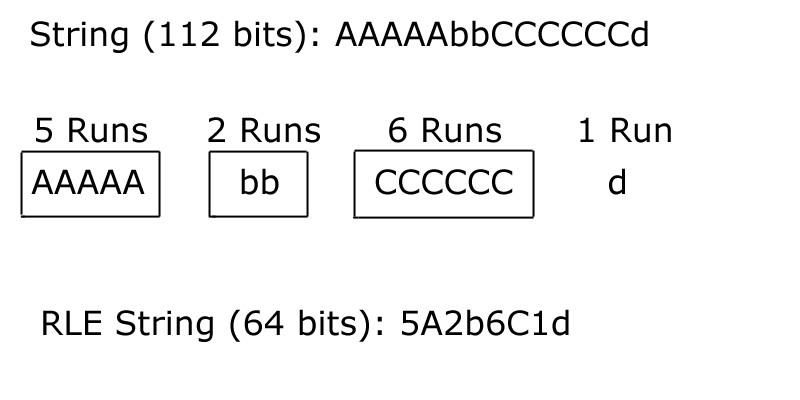 String (112 bits): AAAAAbbCCCCCCd
5 Runs 2 Runs 6 Runs 1 Run
AAAAA bb CCCCCC d
RLE String (64 bits): 5A2b6C1d